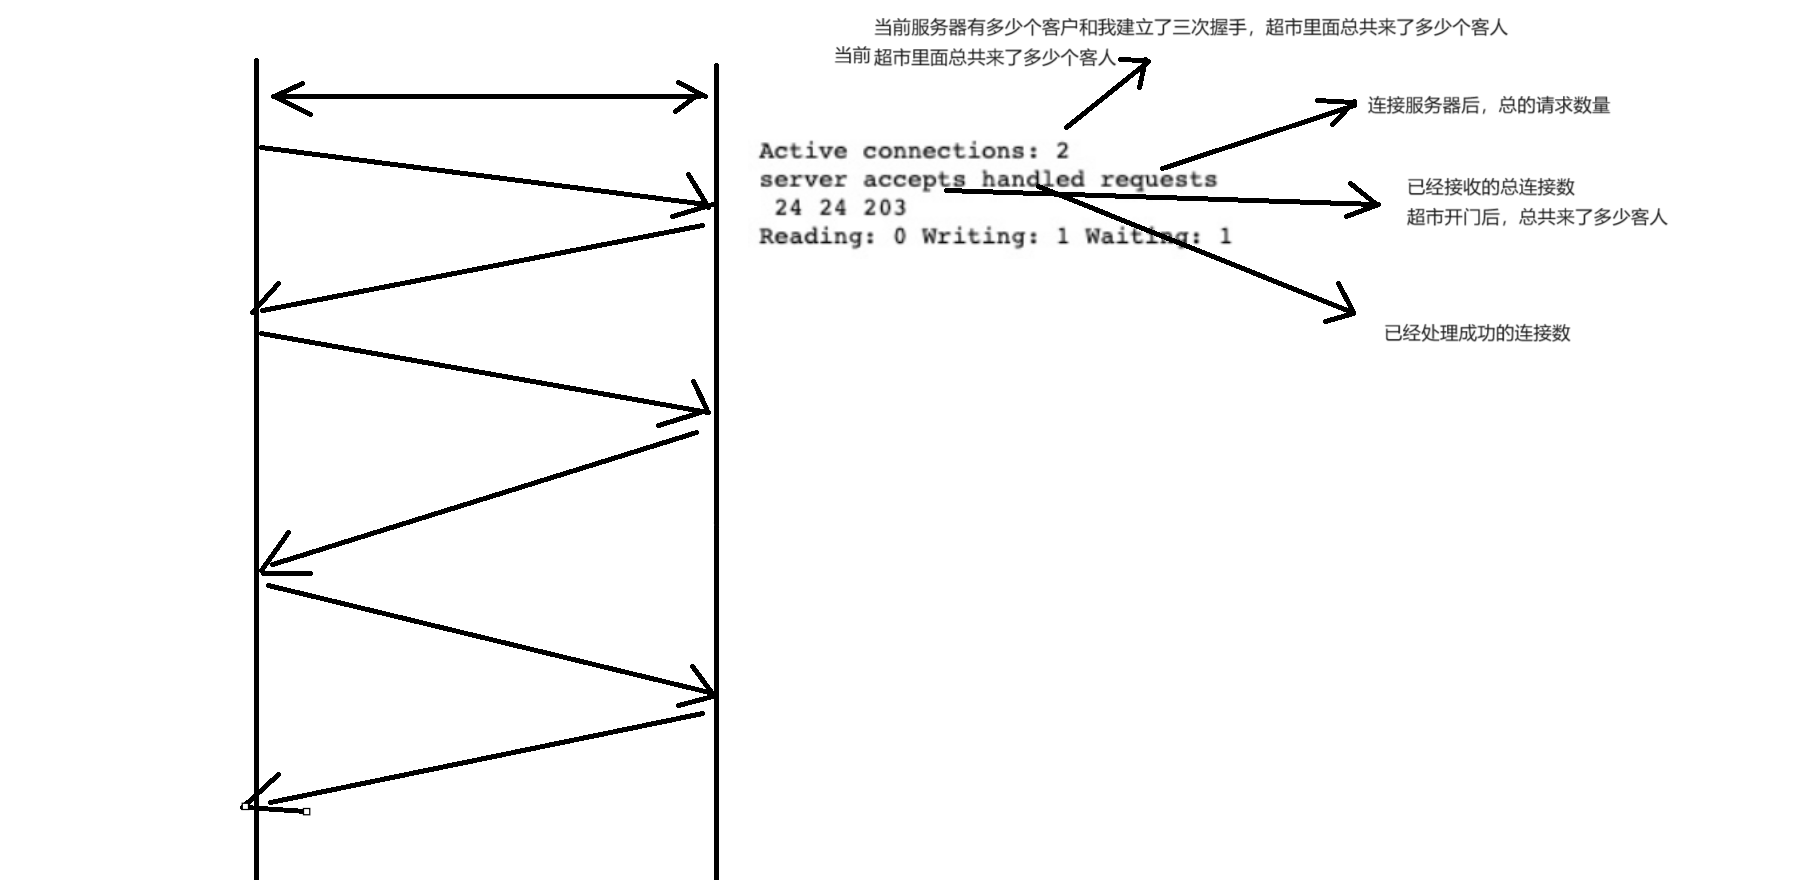 当前服务器有多少个客户和我建立了三次握手，超市里面总共来了多少个客人
当前超市里面总共来了多少个客人
连接服务器后，总的请求数量
Active connections: 2
server accepts handled requests
24 24 203
Reading: 0 Writing: 1 Waiting: 1
已经接收的总连接数
超市开门后，总共来了多少客人
已经处理成功的连接数